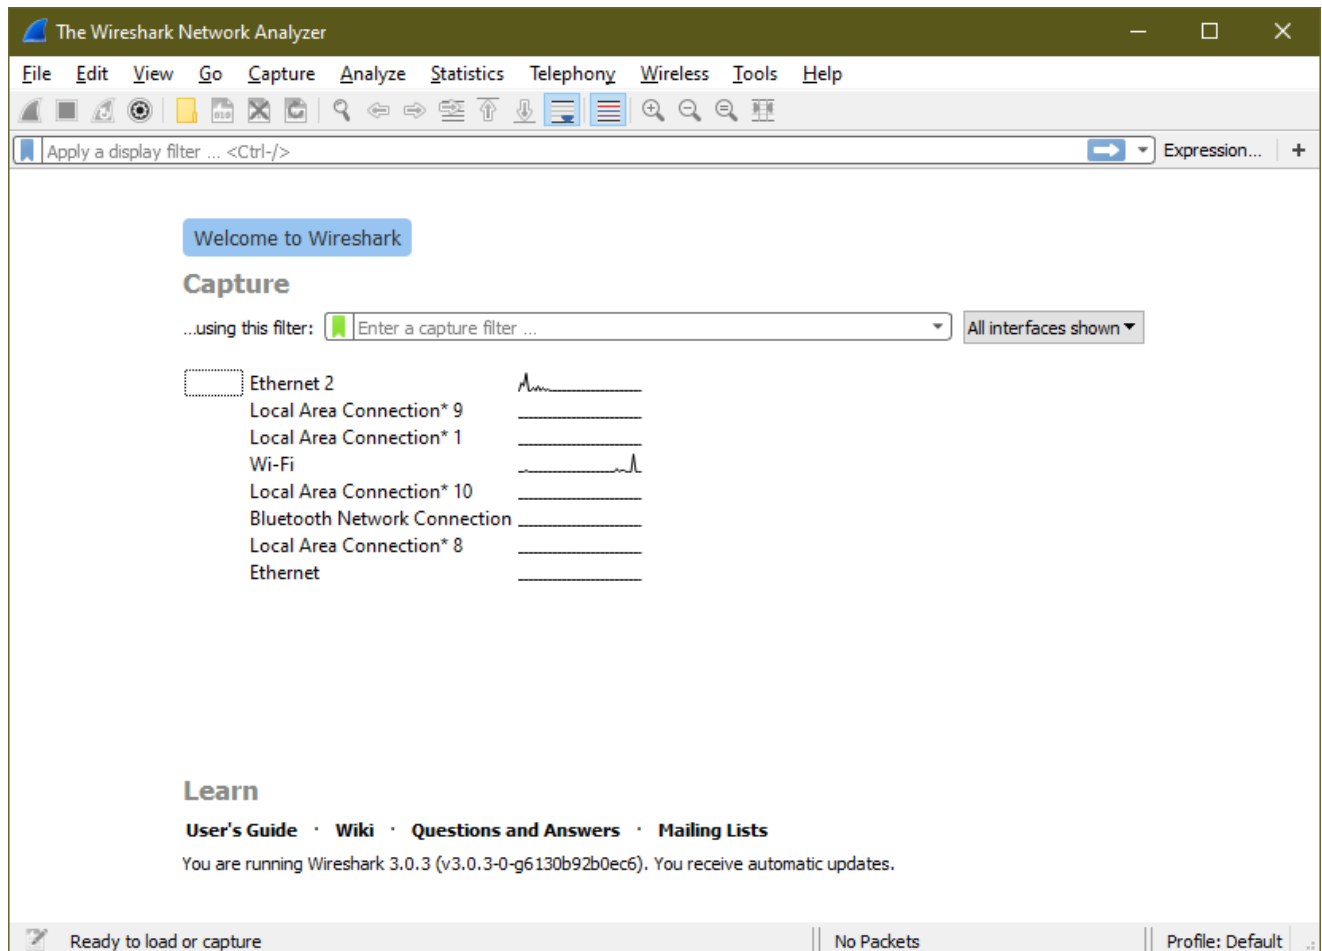 The Wireshark Network Analyzer
File Edit View Go Capture Analyze Statistics Telephony Wireless Tools Help
010
Apply a display filter ... <Ctrl-/> Expression... +
Welcome to Wireshark
Capture
...using this filter: Enter a capture filter ... All interfaces shown
Ethernet 2
Local Area Connection* 9
Local Area Connection* 1
Wi-Fi
Local Area Connection* 10
Bluetooth Network Connection
Local Area Connection* 8
Ethernet
Learn
User's Guide · Wiki · Questions and Answers · Mailing Lists
You are running Wireshark 3.0.3 (v3.0.3-0-g6130b92b0ec6). You receive automatic updates.
Ready to load or capture No Packets Profile: Default